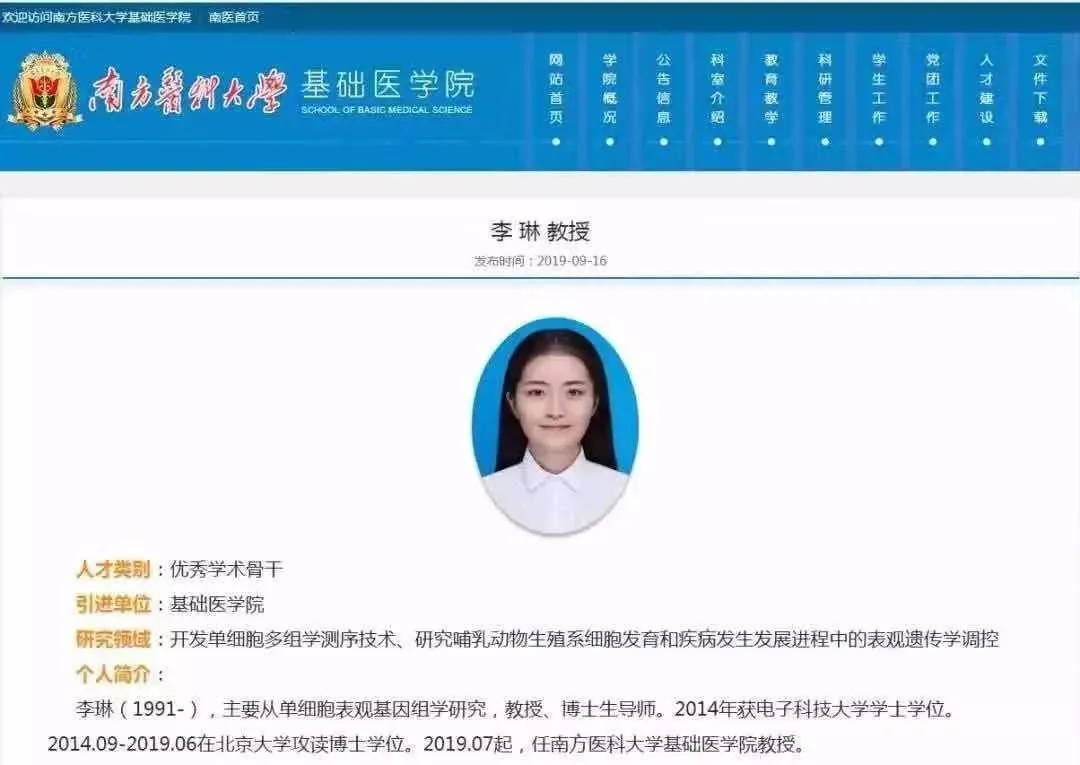 欢迎访问南方医科大学基础医学院 南医首页
南方醫科大學 基础医学院
SCHOOL OF BASIC MEDICAL SCIENCE
网站首页 学院概况 公告信息 科室介绍 教育教学 科研管理 学生工作 党团工作 人才建设 文件下载
李 琳 教授
发布时间：2019-09-16
人才类别：优秀学术骨干
引进单位：基础医学院
研究领域：开发单细胞多组学测序技术、研究哺乳动物生殖系细胞发育和疾病发生发展进程中的表观遗传学调控
个人简介：
李琳（1991-），主要从单细胞表观基因组学研究，教授、博士生导师。2014年获电子科技大学学士学位。
2014.09-2019.06在北京大学攻读博士学位。2019.07起，任南方医科大学基础医学院教授。